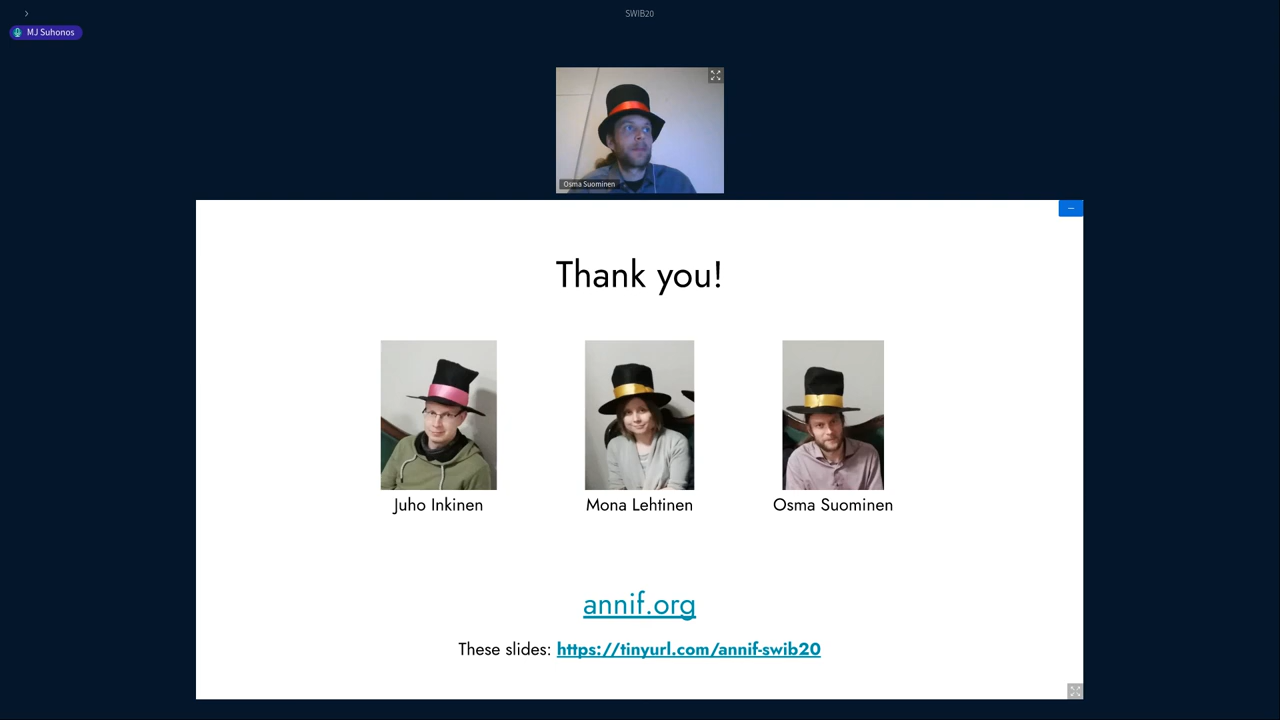 SWIB20
MJ Suhonos
Osma Suominen
Thank you!
Juho Inkinen
Mona Lehtinen
Osma Suominen
annif.org
These slides: https://tinyurl.com/annif-swib20